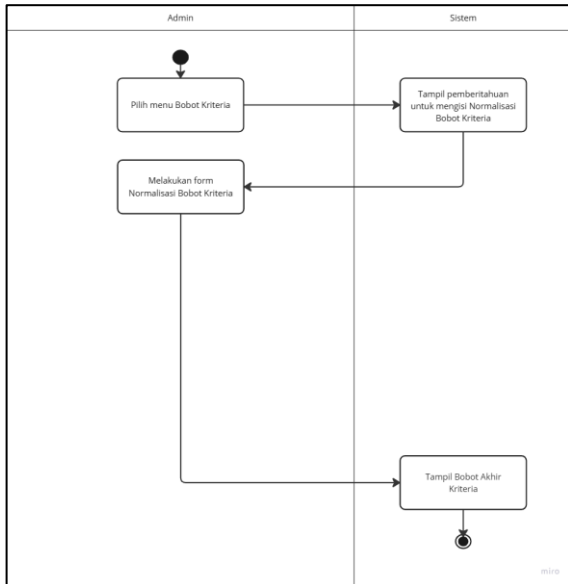 Admin
Sistem
Pilih menu Bobot Kriteria
Tampil pemberitahuan
untuk mengisi Normalisasi
Bobot Kriteria
Melakukan form
Normalisasi Bobot Kriteria
Tampil Bobot Akhir
Kriteria
miro